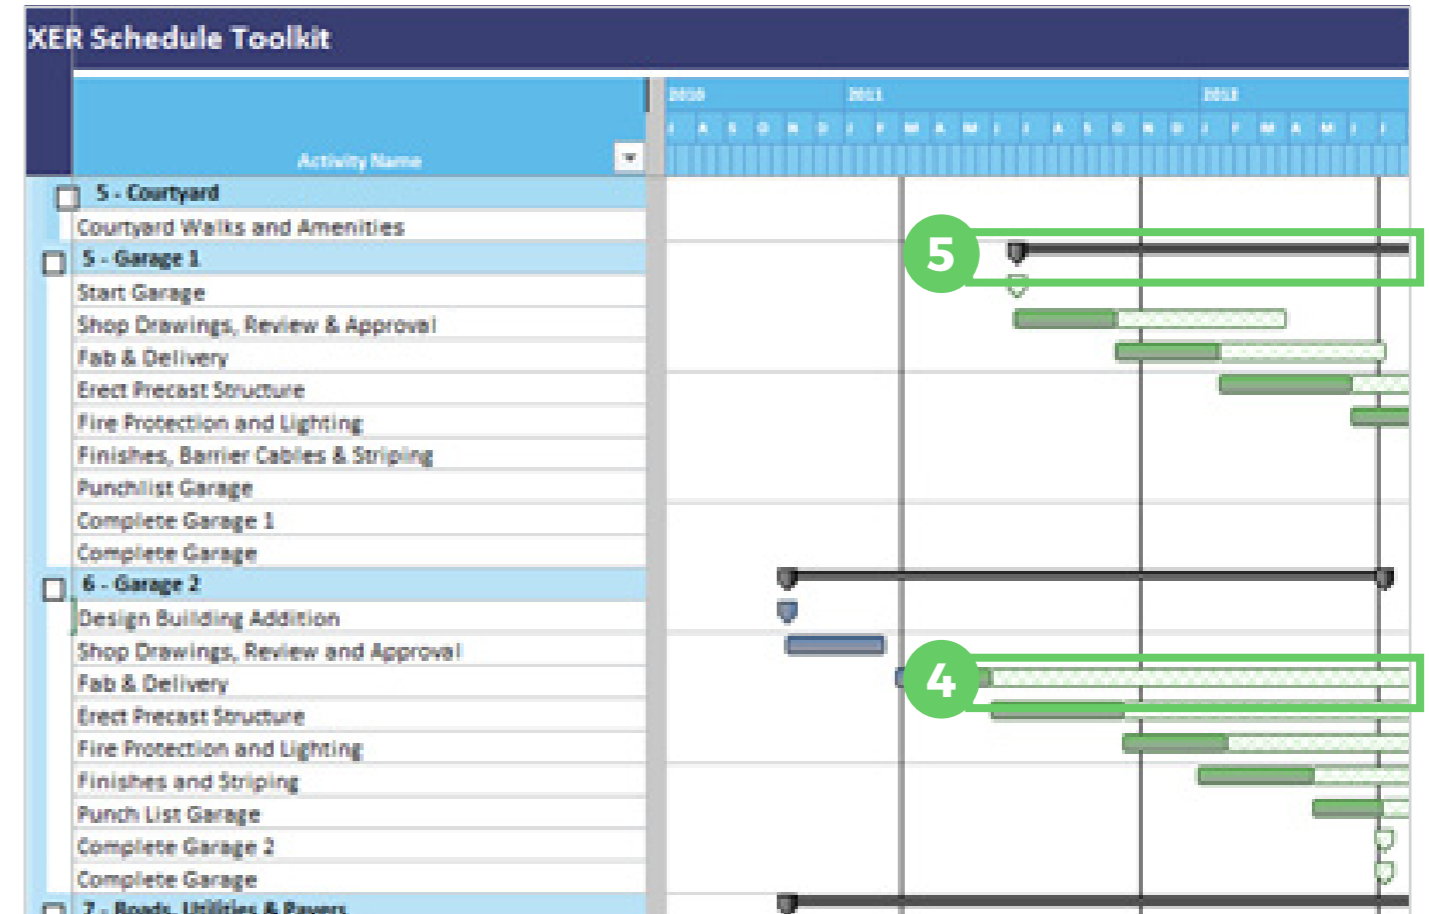 XER Schedule Toolkit
2010 2011 2012
J A S O N D J F M A M J J A S O N D J F M A M J J
Activity Name
5 - Courtyard
Courtyard Walks and Amenities
5 - Garage 1
5
Start Garage
Shop Drawings, Review & Approval
Fab & Delivery
Erect Precast Structure
Fire Protection and Lighting
Finishes, Barrier Cables & Striping
Punchlist Garage
Complete Garage 1
Complete Garage
6 - Garage 2
Design Building Addition
Shop Drawings, Review and Approval
Fab & Delivery
4
Erect Precast Structure
Fire Protection and Lighting
Finishes and Striping
Punch List Garage
Complete Garage 2
Complete Garage
7 - Roads, Utilities & Pavers